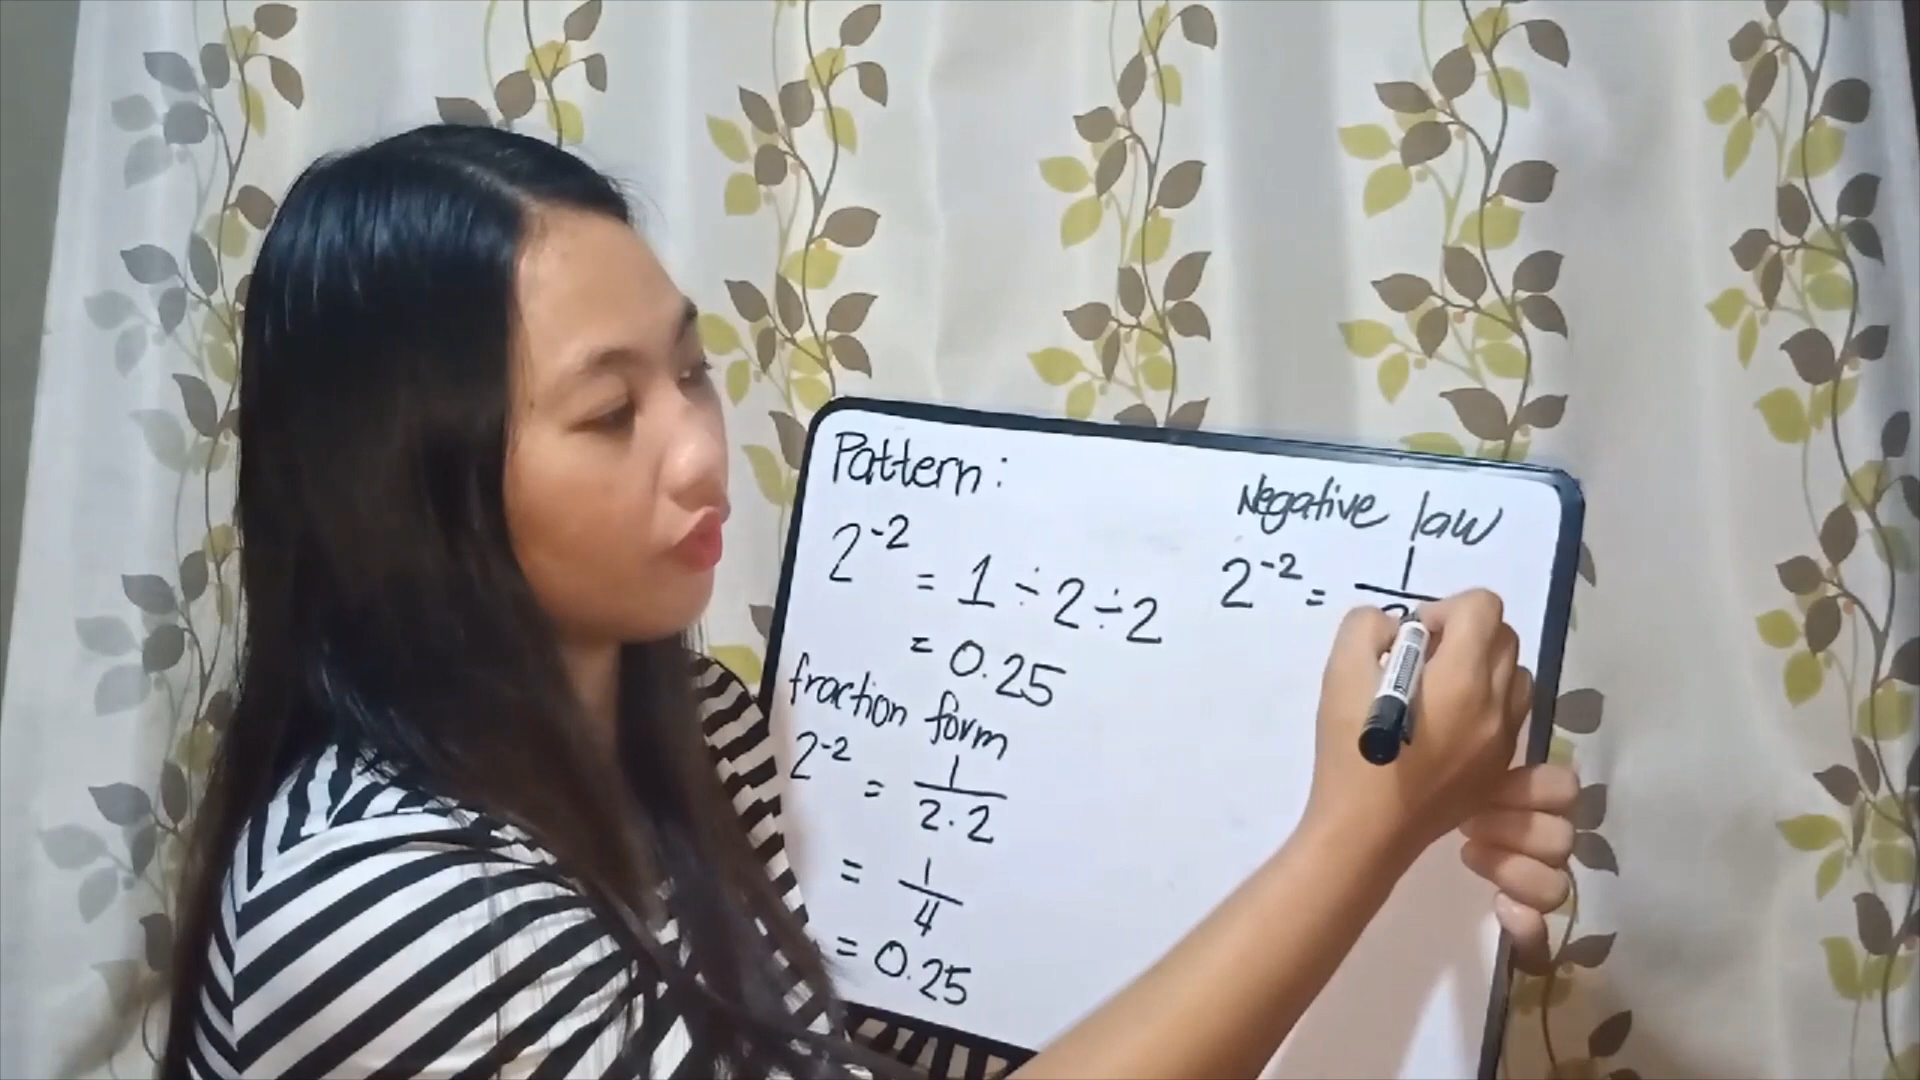 Pattern:
2⁻² = 1 ÷ 2 ÷ 2
= 0.25
fraction form
2⁻² = 1/2·2
= 1/4
= 0.25
Negative law
2⁻² = 1/2